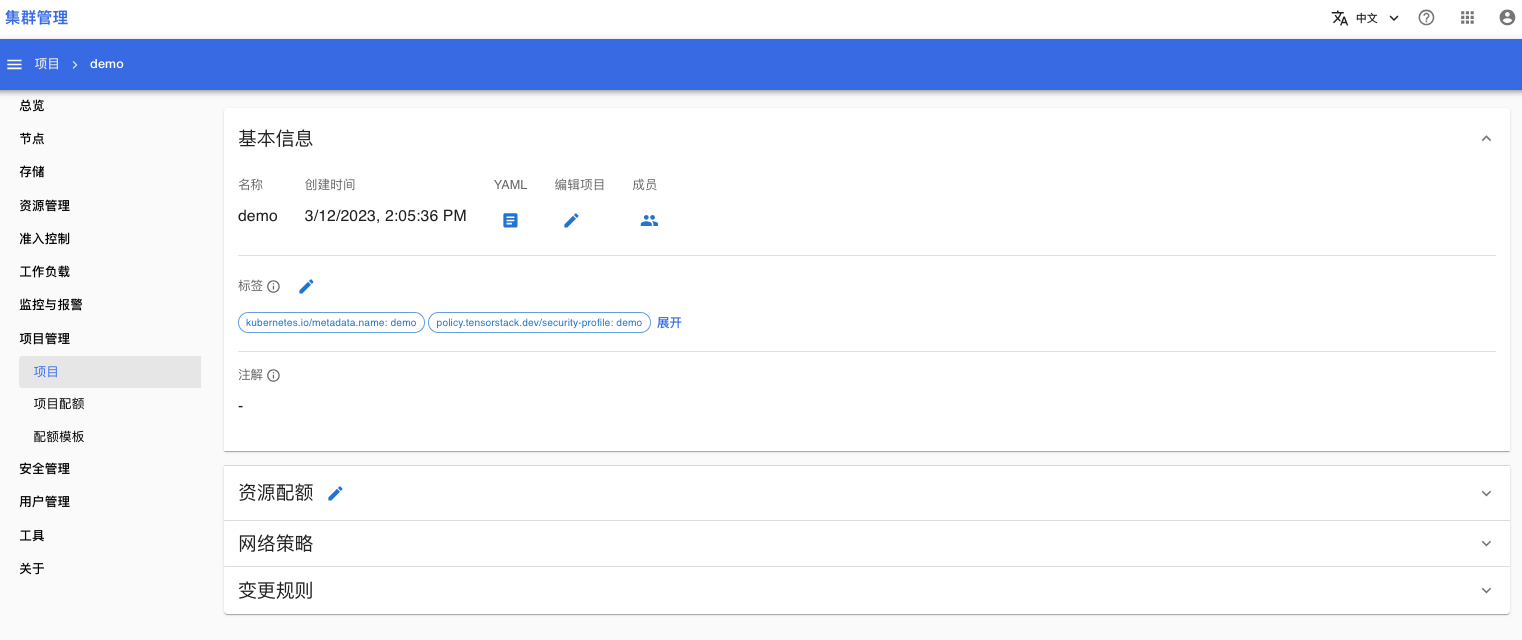 集群管理
中文
项目 > demo
总览
节点
存储
资源管理
准入控制
工作负载
监控与报警
项目管理
项目
项目配额
配额模板
安全管理
用户管理
工具
关于
基本信息
名称 创建时间 YAML 编辑项目 成员
demo 3/12/2023, 2:05:36 PM
标签
kubernetes.io/metadata.name: demo policy.tensorstack.dev/security-profile: demo 展开
注解
-
资源配额
网络策略
变更规则